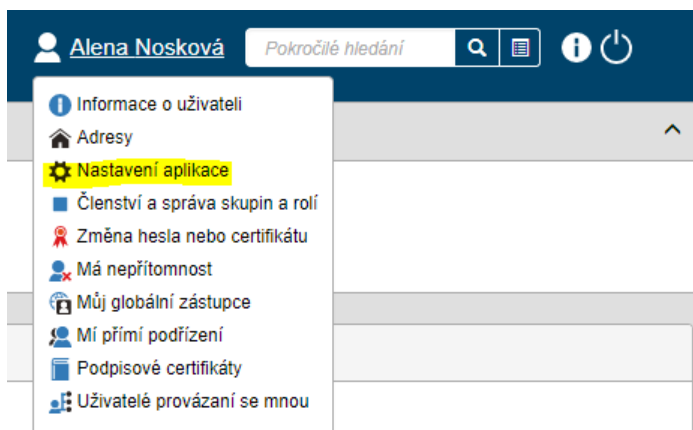 Alena Nosková
Pokročilé hledání
Informace o uživateli
Adresy
Nastavení aplikace
Členství a správa skupin a rolí
Změna hesla nebo certifikátu
Má nepřítomnost
Můj globální zástupce
Mí přímí podřízení
Podpisové certifikáty
Uživatelé provázaní se mnou